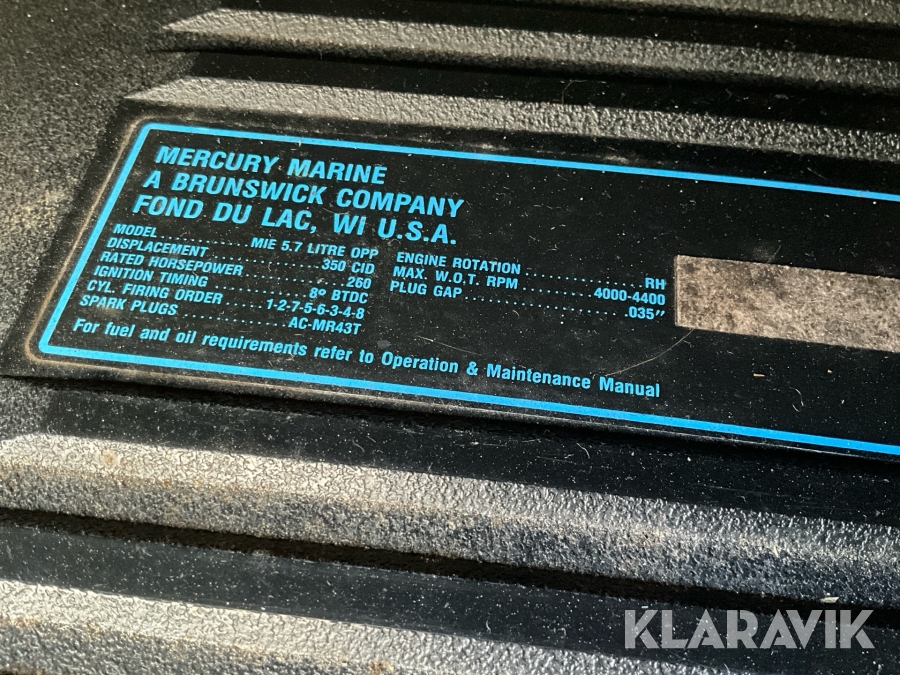 MERCURY MARINE
A BRUNSWICK COMPANY
FOND DU LAC, WI U.S.A.
MODEL..............MIE 5.7 LITRE OPP
DISPLACEMENT..................350 CID
RATED HORSEPOWER..................260
IGNITION TIMING..................8º BTDC
CYL. FIRING ORDER......1-2-7-5-6-3-4-8
SPARK PLUGS..................AC-MR43T
ENGINE ROTATION..................RH
MAX. W.O.T. RPM...........4000-4400
PLUG GAP..........................035"
For fuel and oil requirements refer to Operation & Maintenance Manual
KLARAVIK